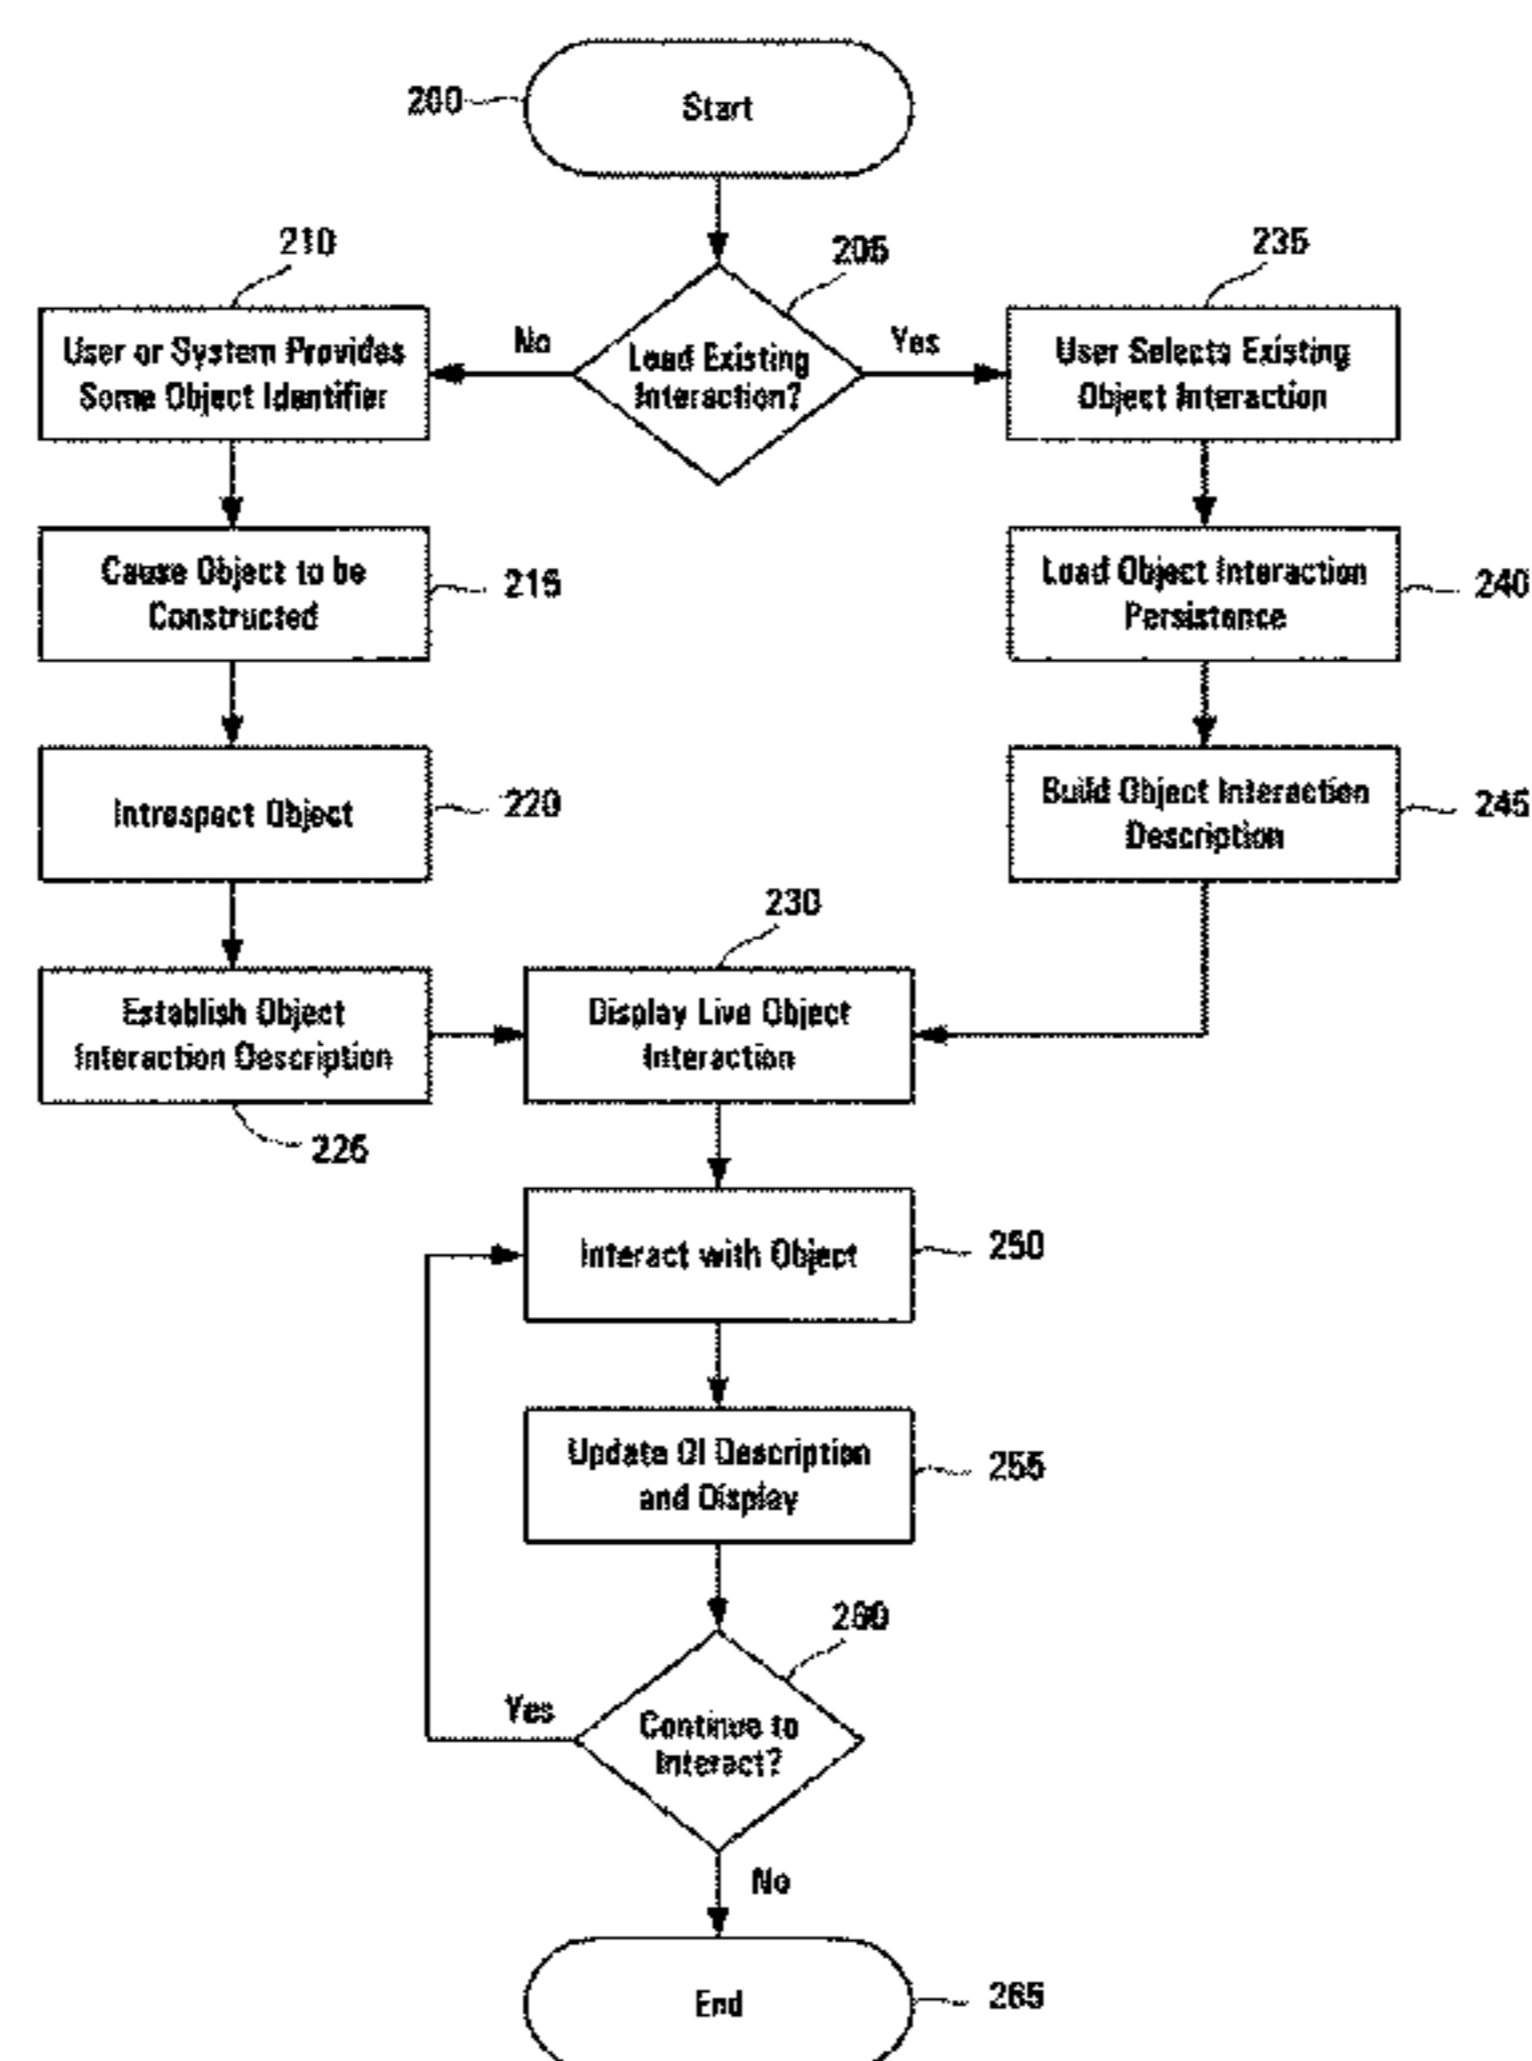 200
Start
210
205
235
User or System Provides
Some Object Identifier
No
Load Existing
Interaction?
Yes
User Selects Existing
Object Interaction
Cause Object to be
Constructed
215
Load Object Interaction
Persistence
240
Introspect Object
220
Build Object Interaction
Description
245
230
Establish Object
Interaction Description
Display Live Object
Interaction
225
Interact with Object
250
Update OI Description
and Display
255
260
Yes
Continue to
Interact?
No
End
265